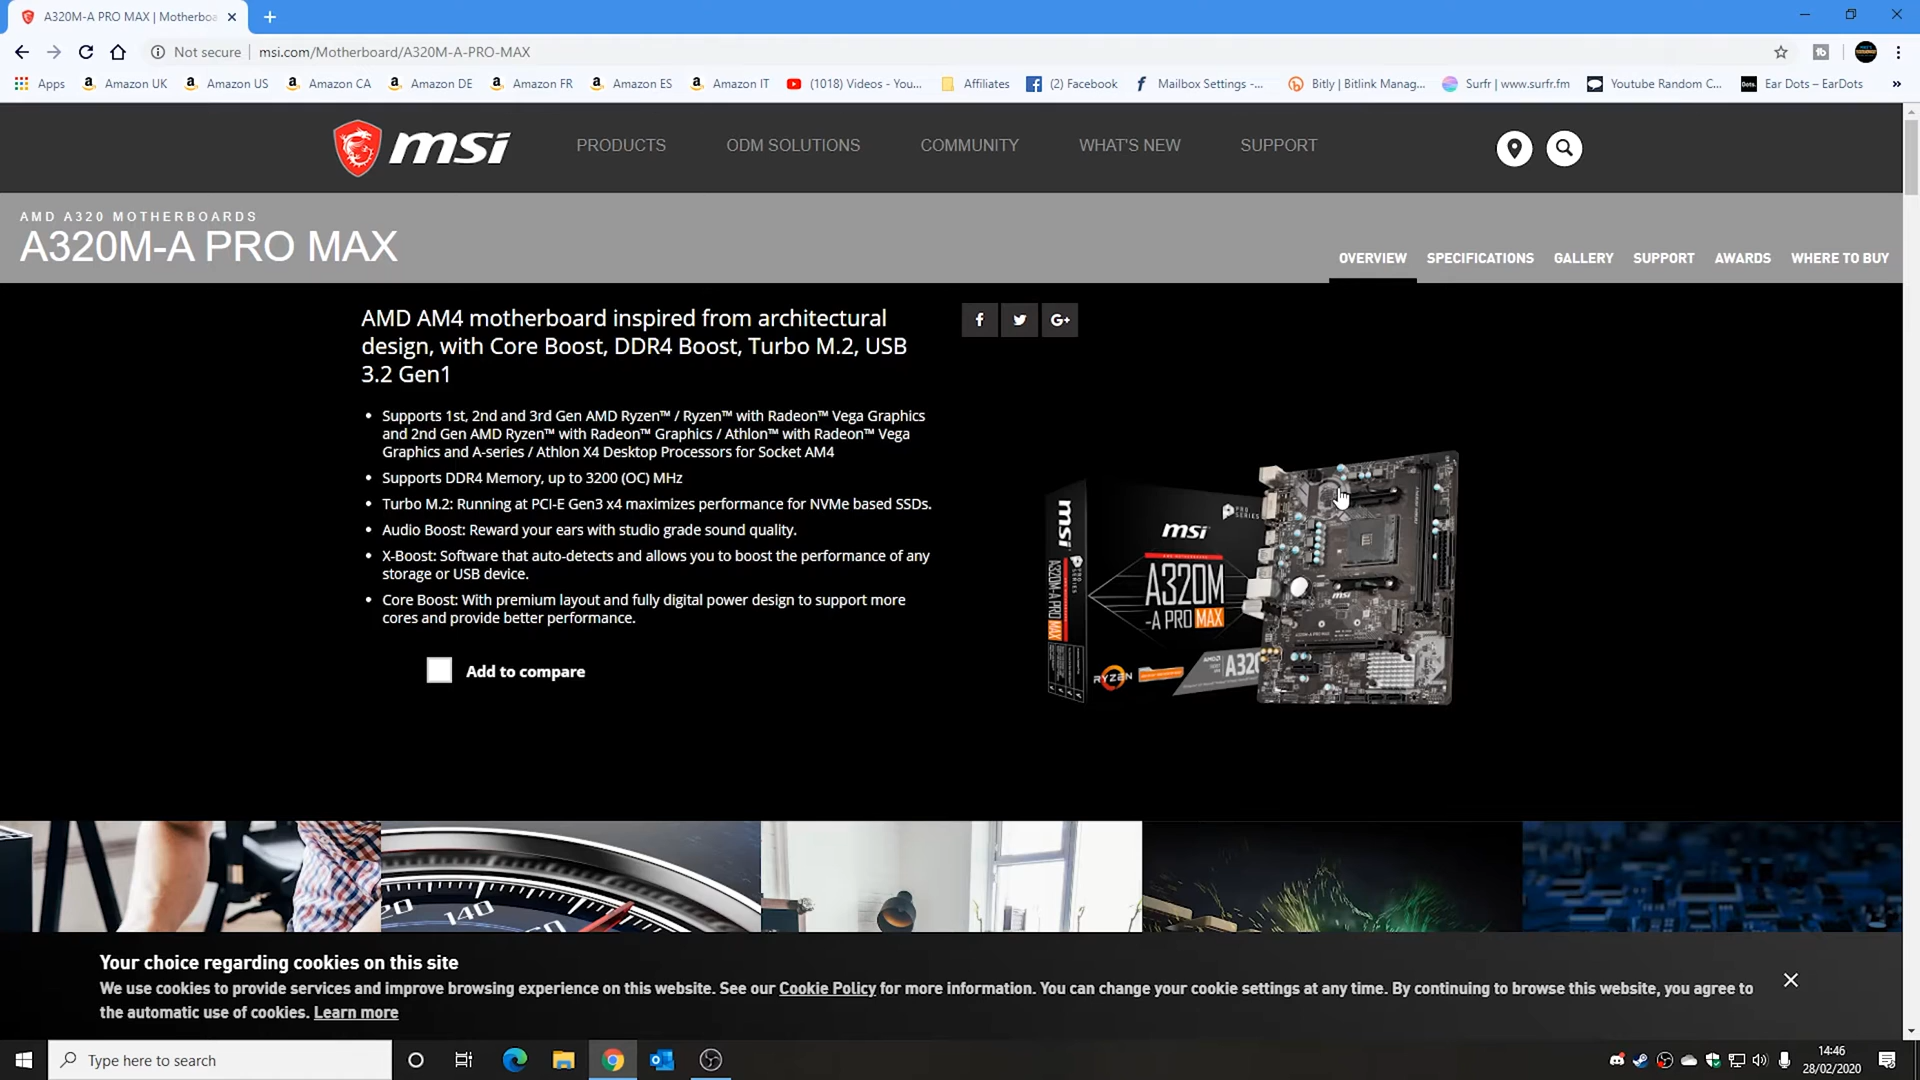 A320M-A PRO MAX | Motherboa
Not secure | msi.com/Motherboard/A320M-A-PRO-MAX
Apps Amazon UK Amazon US Amazon CA Amazon DE Amazon FR Amazon ES Amazon IT (1018) Videos - You... Affiliates (2) Facebook Mailbox Settings -... Bitly | Bitlink Manag... Surfr | www.surfr.fm Youtube Random C... Ear Dots – EarDots »
msi PRODUCTS ODM SOLUTIONS COMMUNITY WHAT'S NEW SUPPORT
AMD A320 MOTHERBOARDS
A320M-A PRO MAX
OVERVIEW SPECIFICATIONS GALLERY SUPPORT AWARDS WHERE TO BUY
AMD AM4 motherboard inspired from architectural
design, with Core Boost, DDR4 Boost, Turbo M.2, USB
3.2 Gen1
• Supports 1st, 2nd and 3rd Gen AMD Ryzen™ / Ryzen™ with Radeon™ Vega Graphics
and 2nd Gen AMD Ryzen™ with Radeon™ Graphics / Athlon™ with Radeon™ Vega
Graphics and A-series / Athlon X4 Desktop Processors for Socket AM4
• Supports DDR4 Memory, up to 3200 (OC) MHz
• Turbo M.2: Running at PCI-E Gen3 x4 maximizes performance for NVMe based SSDs.
• Audio Boost: Reward your ears with studio grade sound quality.
• X-Boost: Software that auto-detects and allows you to boost the performance of any
storage or USB device.
• Core Boost: With premium layout and fully digital power design to support more
cores and provide better performance.
Add to compare
f G+
msi
A320M-A PRO MAX
PRO SERIES
msi
A320M
-A PRO MAX
RYZEN
A320
msi
20 140 160
Your choice regarding cookies on this site
We use cookies to provide services and improve browsing experience on this website. See our Cookie Policy for more information. You can change your cookie settings at any time. By continuing to browse this website, you agree to
the automatic use of cookies. Learn more
Type here to search
14:46
28/02/2020